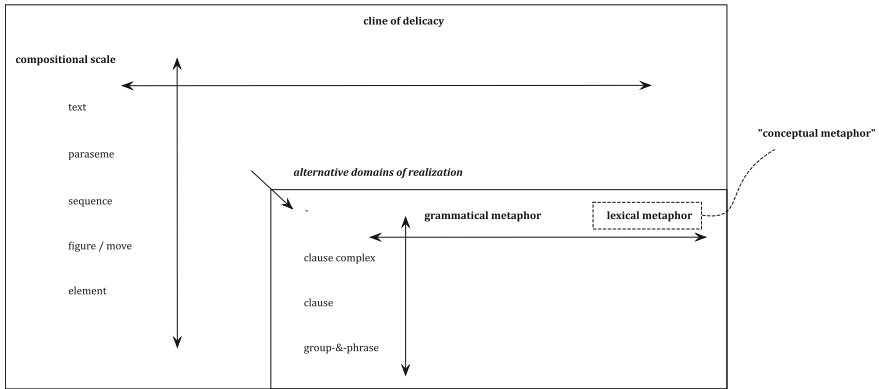 cline of delicacy
compositional scale
text
"conceptual metaphor"
paraseme
alternative domains of realization
sequence
-
grammatical metaphor
lexical metaphor
figure / move
clause complex
element
clause
group-&-phrase